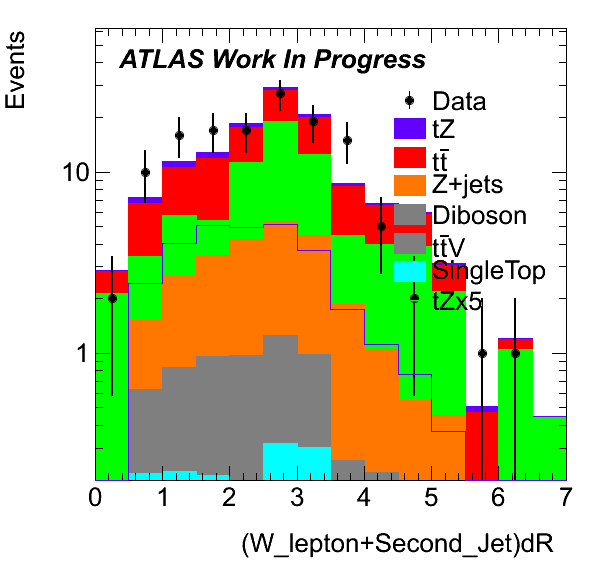 Events
ATLAS Work In Progress
Data
tZ
tt̄
Z+jets
Diboson
tt̄V
SingleTop
tZx5
10
1
0 1 2 3 4 5 6 7
(W_lepton+Second_Jet)dR